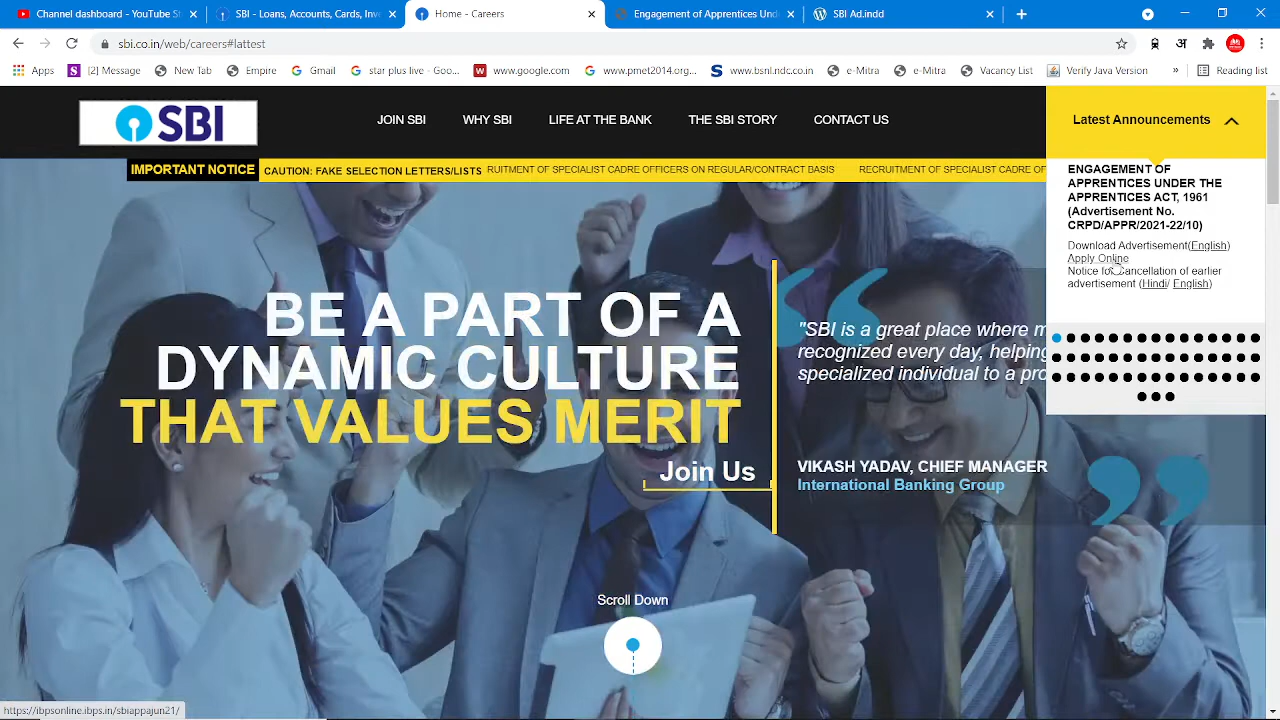 Channel dashboard - YouTube St
SBI - Loans, Accounts, Cards, Inve
Home - Careers
Engagement of Apprentices Und
SBI Ad.indd
sbi.co.in/web/careers#lattest
अ
Apps
[2] Message
New Tab
Empire
Gmail
star plus live - Goo...
www.google.com
www.pmet2014.org...
www.bsnlpdc.co.in
e-Mitra
e-Mitra
Vacancy List
Verify Java Version
»
Reading list
SBI
JOIN SBI
WHY SBI
LIFE AT THE BANK
THE SBI STORY
CONTACT US
Latest Announcements
IMPORTANT NOTICE
CAUTION: FAKE SELECTION LETTERS/LISTS
RUITMENT OF SPECIALIST CADRE OFFICERS ON REGULAR/CONTRACT BASIS
RECRUITMENT OF SPECIALIST CADRE OF
ENGAGEMENT OF
APPRENTICES UNDER THE
APPRENTICES ACT, 1961
(Advertisement No.
CRPD/APPR/2021-22/10)
Download Advertisement(English)
Apply Online
Notice for Cancellation of earlier
advertisement (Hindi/ English)
BE A PART OF A
DYNAMIC CULTURE
THAT VALUES MERIT
Join Us
"SBI is a great place where m
recognized every day, helping
specialized individual to a pro
VIKASH YADAV, CHIEF MANAGER
International Banking Group
Scroll Down
https://ibpsonline.ibps.in/sbiappajun21/